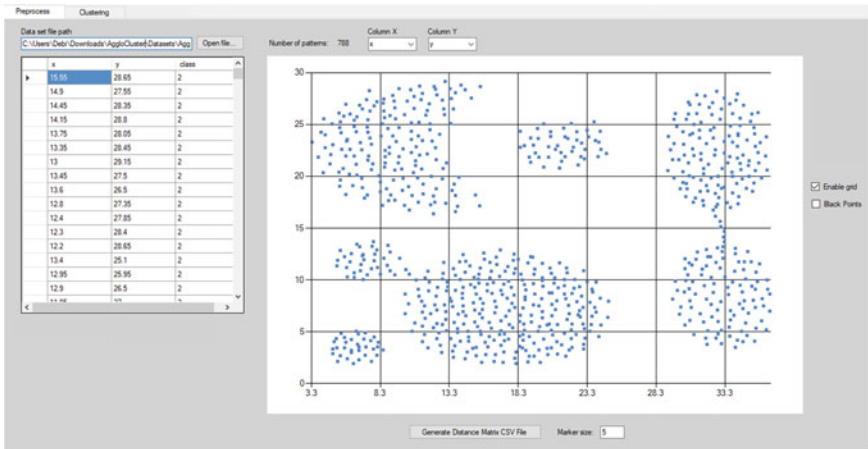 Preprocess Clustering
Data set file path
C:\Users\Debi\Downloads\AggloCluster\Datasets\Agg Open file...
Number of patterns: 788
Column X Column Y
x y
x y class
15.55 28.65 2
14.9 27.55 2
14.45 28.35 2
14.15 28.8 2
13.75 28.05 2
13.35 28.45 2
13 29.15 2
13.45 27.5 2
13.6 26.5 2
12.8 27.35 2
12.4 27.85 2
12.3 28.4 2
12.2 28.65 2
13.4 25.1 2
12.95 25.95 2
12.9 26.5 2
11.85 27 2
30
25
20
15
10
5
0
3.3 8.3 13.3 18.3 23.3 28.3 33.3
Enable grid
Black Points
Generate Distance Matrix CSV File Marker size: 5